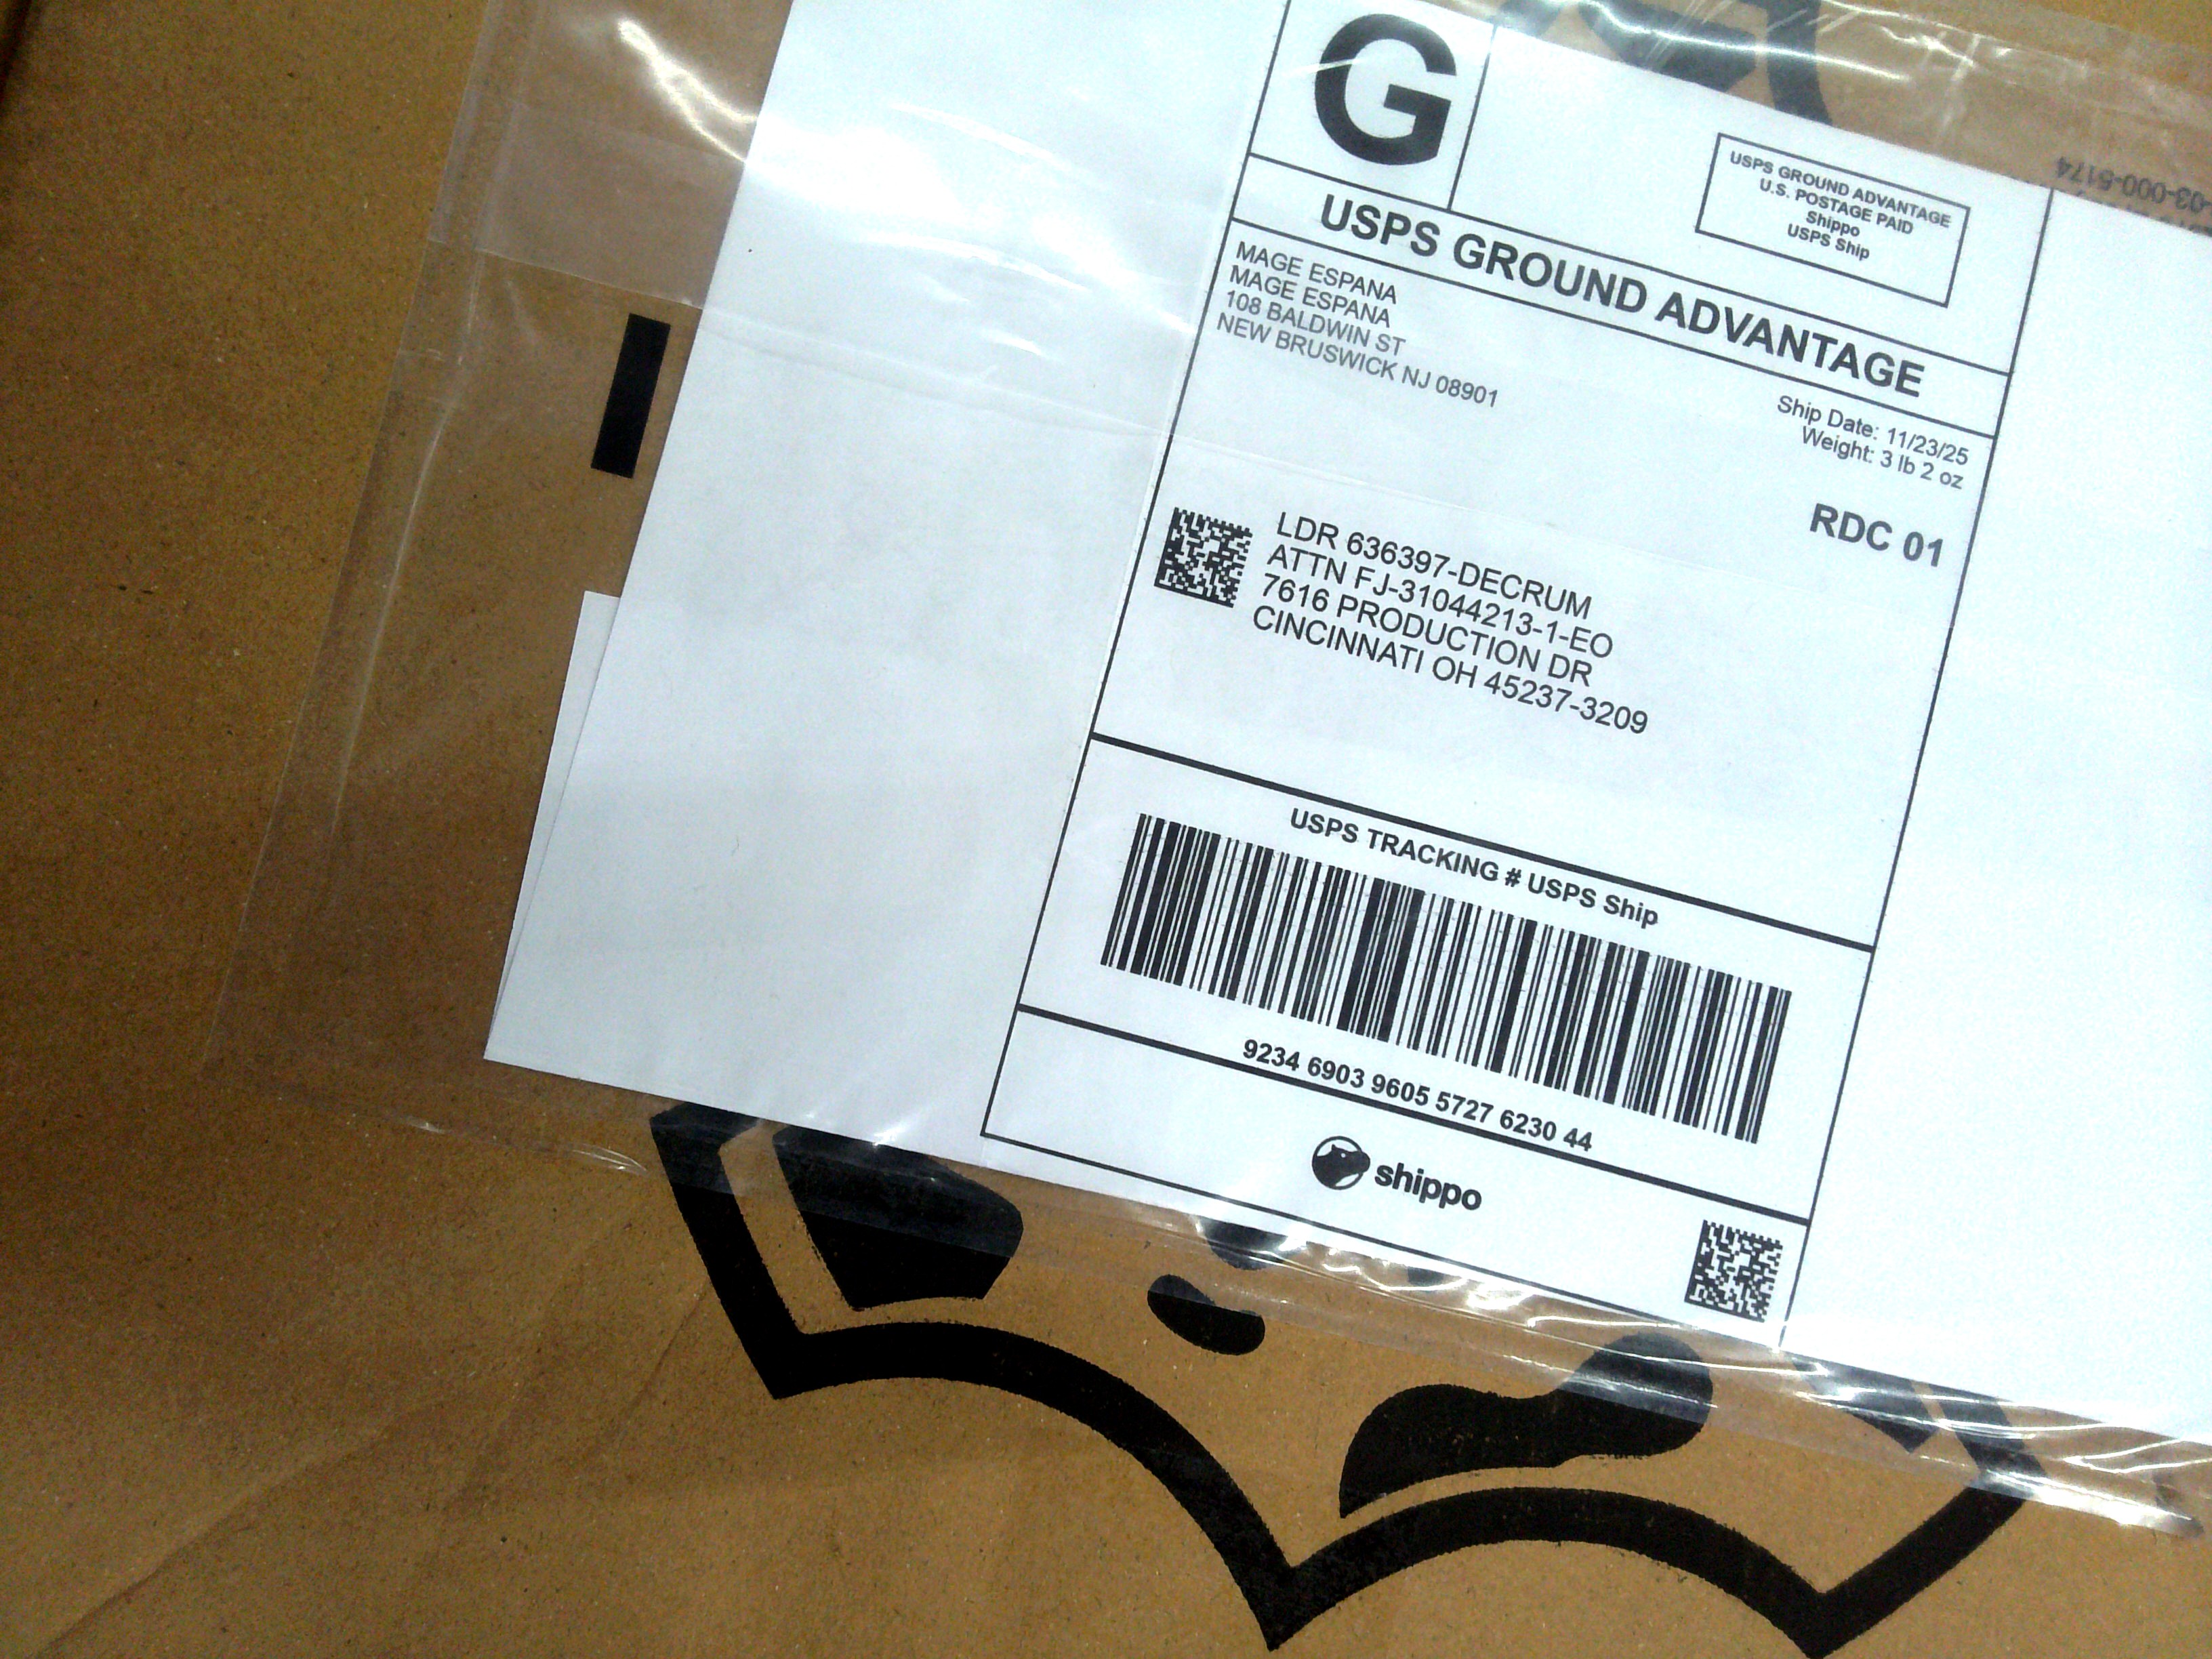 G
USPS GROUND ADVANTAGE
U.S. POSTAGE PAID
Shippo
USPS Ship
USPS GROUND ADVANTAGE
MAGE ESPANA
MAGE ESPANA
108 BALDWIN ST
NEW BRUSWICK NJ 08901
Ship Date: 11/23/25
Weight: 3 lb 2 oz
RDC 01
LDR 636397-DECRUM
ATTN FJ-31044213-1-EO
7616 PRODUCTION DR
CINCINNATI OH 45237-3209
USPS TRACKING # USPS Ship
9234 6903 9605 5727 6230 44
shippo
03-000-5174